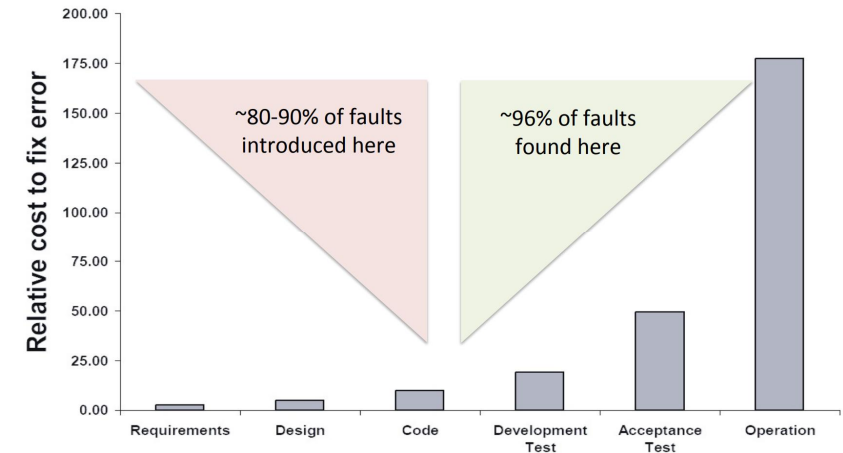 Relative cost to fix error
200.00
175.00
150.00
125.00
100.00
75.00
50.00
25.00
0.00
~80-90% of faults
introduced here
~96% of faults
found here
Requirements
Design
Code
Development
Test
Acceptance
Test
Operation